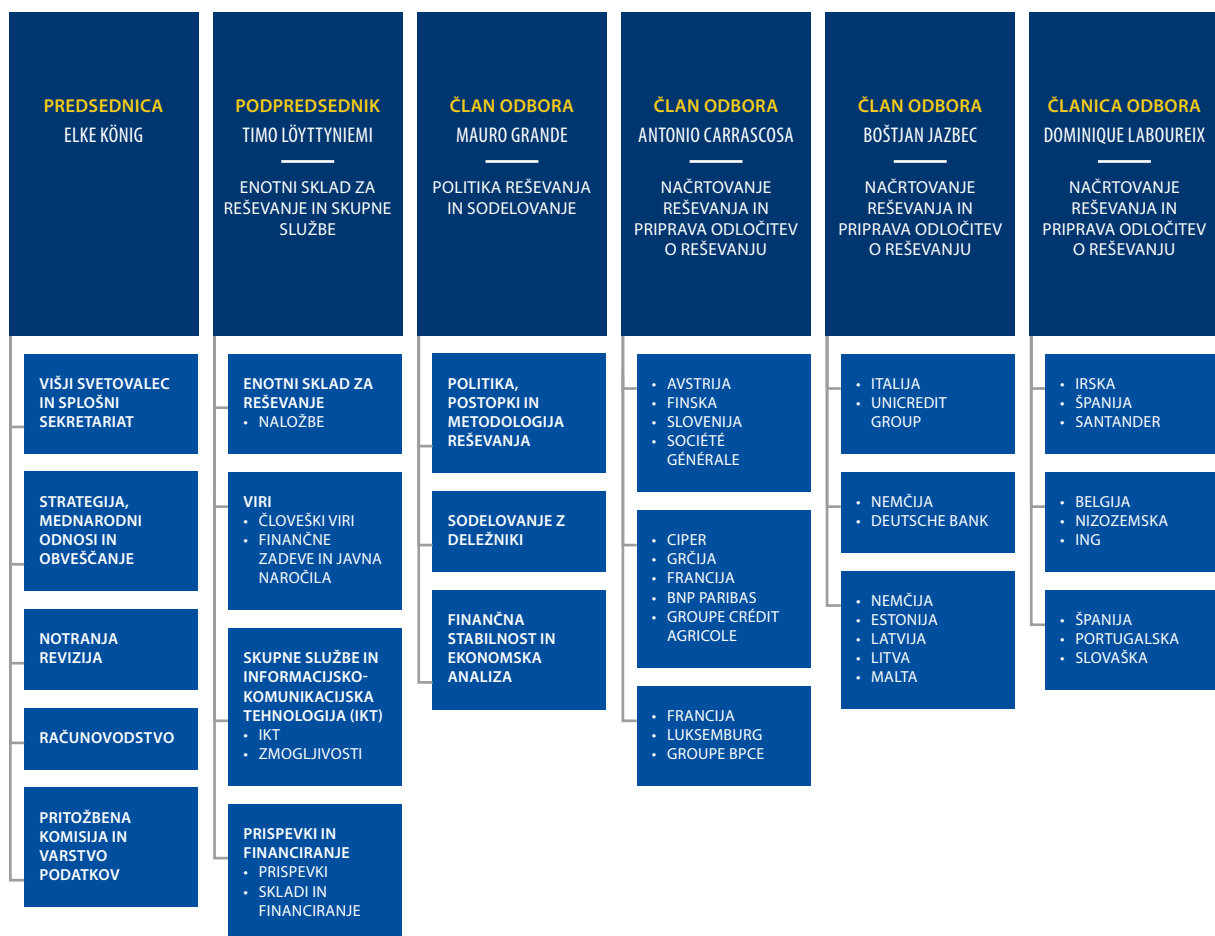 PREDSEDNICA
ELKE KÖNIG
VIŠJI SVETOVALEC
IN SPLOŠNI
SEKRETARIAT
STRATEGIJA,
MEDNARODNI
ODNOSI IN
OBVEŠČANJE
NOTRANJA
REVIZIJA
RAČUNOVODSTVO
PRITOŽBENA
KOMISIJA IN
VARSTVO
PODATKOV
PODPREDSEDNIK
TIMO LÖYTTYNIEMI
ENOTNI SKLAD ZA
REŠEVANJE IN SKUPNE
SLUŽBE
ENOTNI SKLAD ZA
REŠEVANJE
• NALOŽBE
VIRI
• ČLOVEŠKI VIRI
• FINANČNE
ZADEVE IN JAVNA
NAROČILA
SKUPNE SLUŽBE IN
INFORMACIJSKO-
KOMUNIKACIJSKA
TEHNOLOGIJA (IKT)
• IKT
• ZMOGLJIVOSTI
PRISPEVKI IN
FINANCIRANJE
• PRISPEVKI
• SKLADI IN
FINANCIRANJE
ČLAN ODBORA
MAURO GRANDE
POLITIKA REŠEVANJA
IN SODELOVANJE
POLITIKA,
POSTOPKI IN
METODOLOGIJA
REŠEVANJA
SODELOVANJE Z
DELEŽNIKI
FINANČNA
STABILNOST IN
EKONOMSKA
ANALIZA
ČLAN ODBORA
ANTONIO CARRASCOSA
NAČRTOVANJE
REŠEVANJA IN
PRIPRAVA ODLOČITEV
O REŠEVANJU
• AVSTRIJA
• FINSKA
• SLOVENIJA
• SOCIÉTÉ
GÉNÉRALE
• CIPER
• GRČIJA
• FRANCIJA
• BNP PARIBAS
• GROUPE CRÉDIT
AGRICOLE
• FRANCIJA
• LUKSEMBURG
• GROUPE BPCE
ČLAN ODBORA
BOŠTJAN JAZBEC
NAČRTOVANJE
REŠEVANJA IN
PRIPRAVA ODLOČITEV
O REŠEVANJU
• ITALIJA
• UNICREDIT
GROUP
• NEMČIJA
• DEUTSCHE BANK
• NEMČIJA
• ESTONIJA
• LATVIJA
• LITVA
• MALTA
ČLANICA ODBORA
DOMINIQUE LABOUREIX
NAČRTOVANJE
REŠEVANJA IN
PRIPRAVA ODLOČITEV
O REŠEVANJU
• IRSKA
• ŠPANIJA
• SANTANDER
• BELGIJA
• NIZOZEMSKA
• ING
• ŠPANIJA
• PORTUGALSKA
• SLOVAŠKA